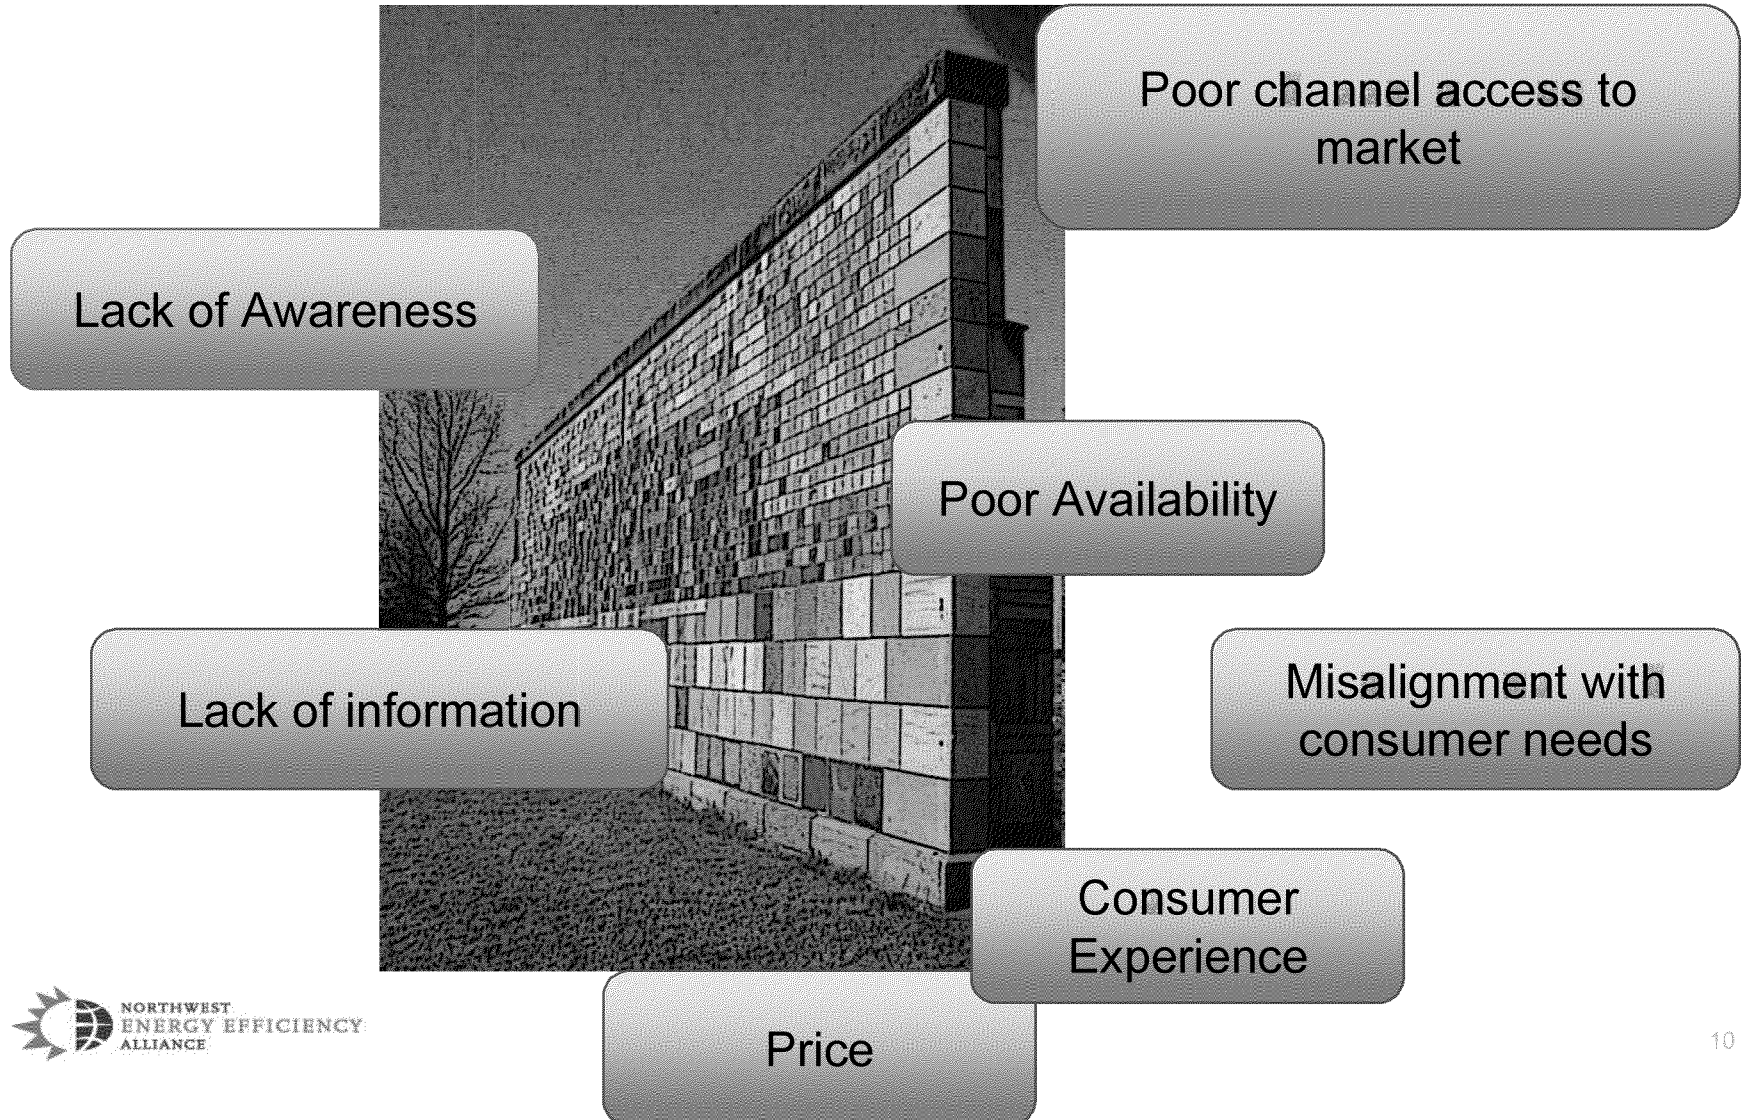 Poor channel access to
market
Lack of Awareness
Poor Availability
Lack of information
Misalignment with
consumer needs
Consumer
Experience
Price
NORTHWEST
ENERGY EFFICIENCY
ALLIANCE
10